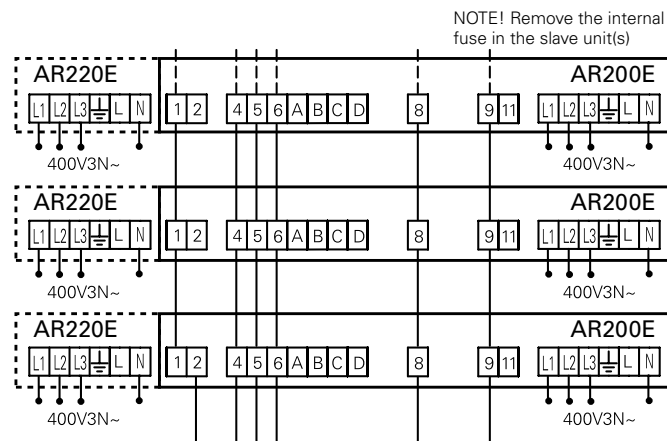 NOTE! Remove the internal
fuse in the slave unit(s)
AR220E AR200E
L1 L2 L3 L N 1 2 4 5 6 A B C D 8 9 11 L1 L2 L3 L N
400V3N~ 400V3N~
AR220E AR200E
L1 L2 L3 L N 1 2 4 5 6 A B C D 8 9 11 L1 L2 L3 L N
400V3N~ 400V3N~
AR220E AR200E
L1 L2 L3 L N 1 2 4 5 6 A B C D 8 9 11 L1 L2 L3 L N
400V3N~ 400V3N~